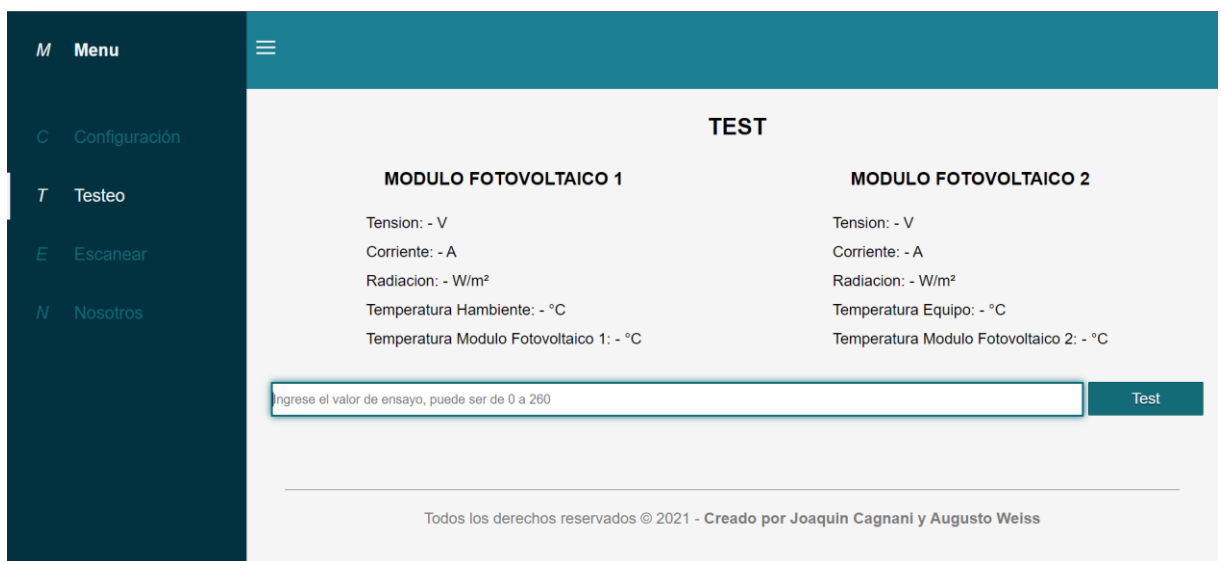 M Menu
C Configuración
T Testeo
E Escanear
N Nosotros
TEST
MODULO FOTOVOLTAICO 1
Tension: - V
Corriente: - A
Radiacion: - W/m²
Temperatura Hambiente: - °C
Temperatura Modulo Fotovoltaico 1: - °C
MODULO FOTOVOLTAICO 2
Tension: - V
Corriente: - A
Radiacion: - W/m²
Temperatura Equipo: - °C
Temperatura Modulo Fotovoltaico 2: - °C
Ingrese el valor de ensayo, puede ser de 0 a 260
Test
Todos los derechos reservados © 2021 - Creado por Joaquin Cagnani y Augusto Weiss